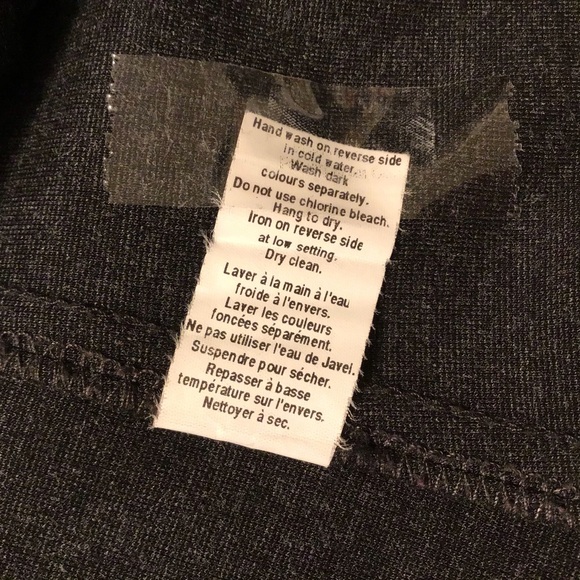 Hand wash on reverse side
in cold water.
Wash dark
colours separately.
Do not use chlorine bleach.
Hang to dry.
Iron on reverse side
at low setting.
Dry clean.
Laver à la main à l'eau
froide à l'envers.
Laver les couleurs
foncées séparément.
Ne pas utiliser l'eau de Javel.
Suspendre pour sécher.
Repasser à basse
température sur l'envers.
Nettoyer à sec.